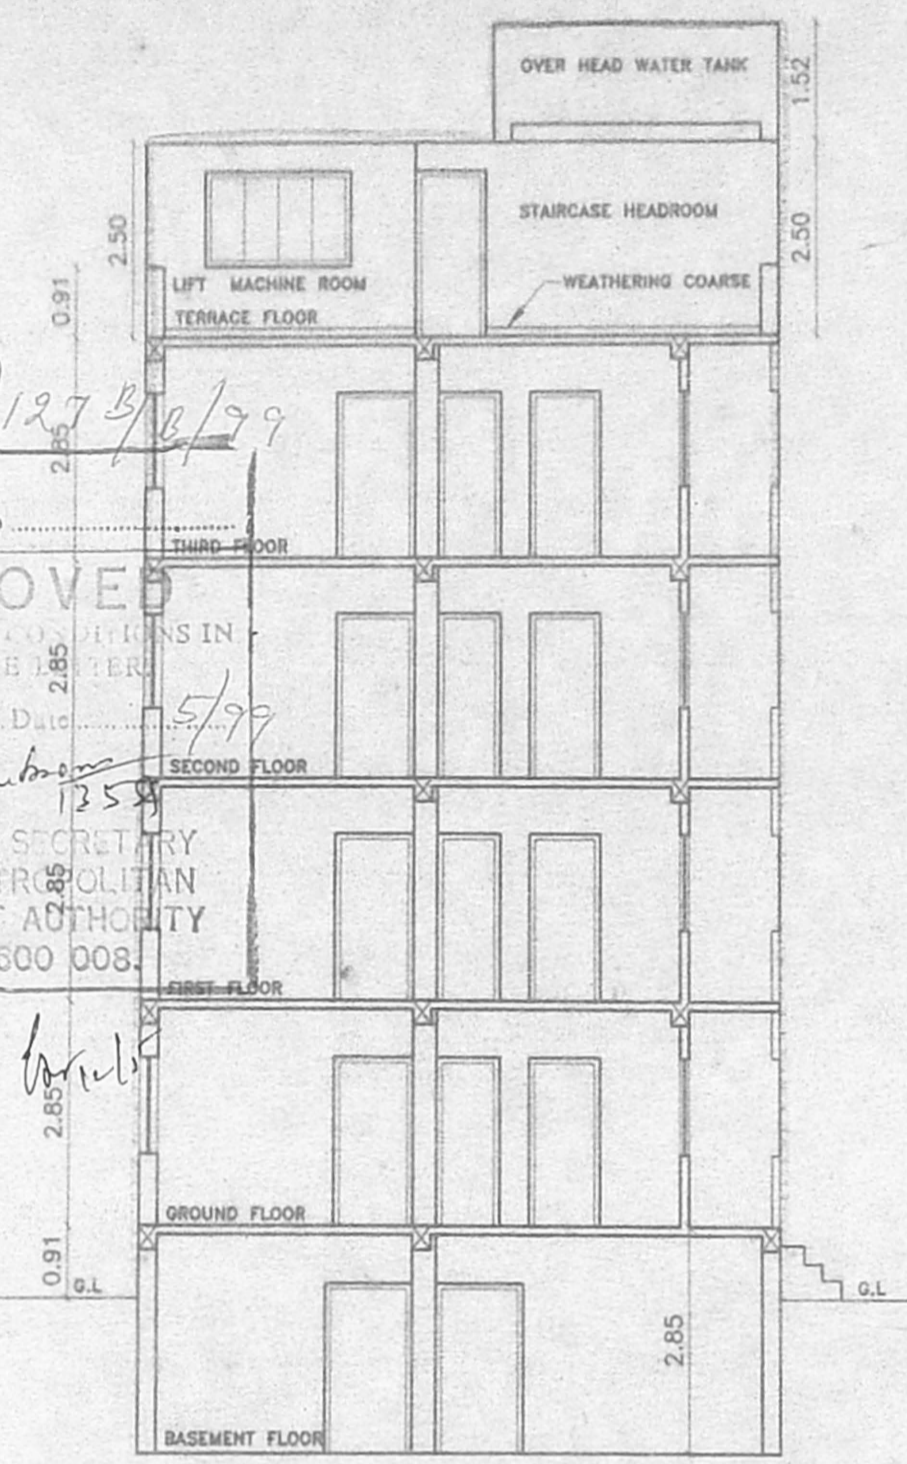 OVER HEAD WATER TANK
1.52
STAIRCASE HEADROOM
2.50
2.50
WEATHERING COARSE
LIFT MACHINE ROOM
0.91
TERRACE FLOOR
127 B/B/99
2.85
THIRD FLOOR
OVED
CONDITIONS IN
2.85
Date 5/99
SECOND FLOOR
SECRETARY
2.85
AUTHORITY
600 008.
FIRST FLOOR
2.85
GROUND FLOOR
0.91
G.L
G.L
2.85
BASEMENT FLOOR